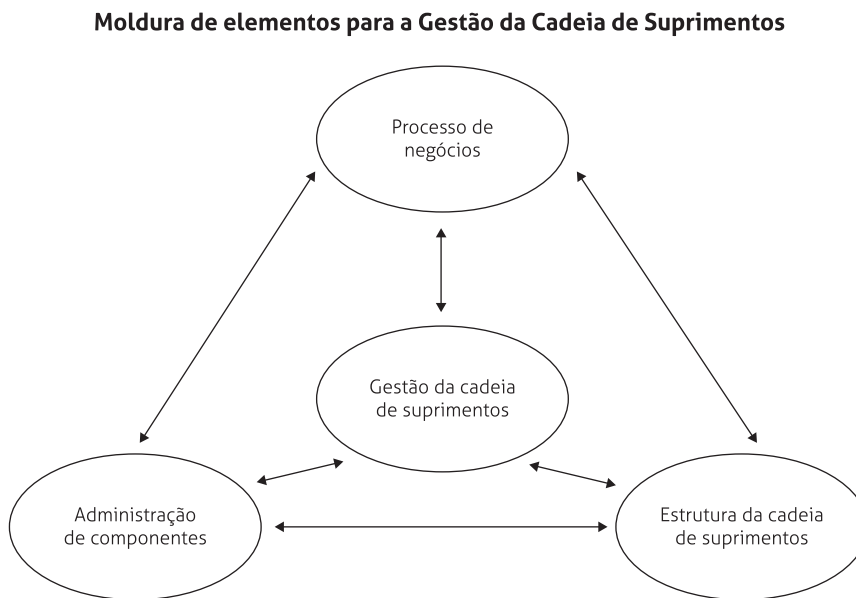 Moldura de elementos para a Gestão da Cadeia de Suprimentos
Processo de
negócios
Gestão da cadeia
de suprimentos
Administração
de componentes
Estrutura da cadeia
de suprimentos